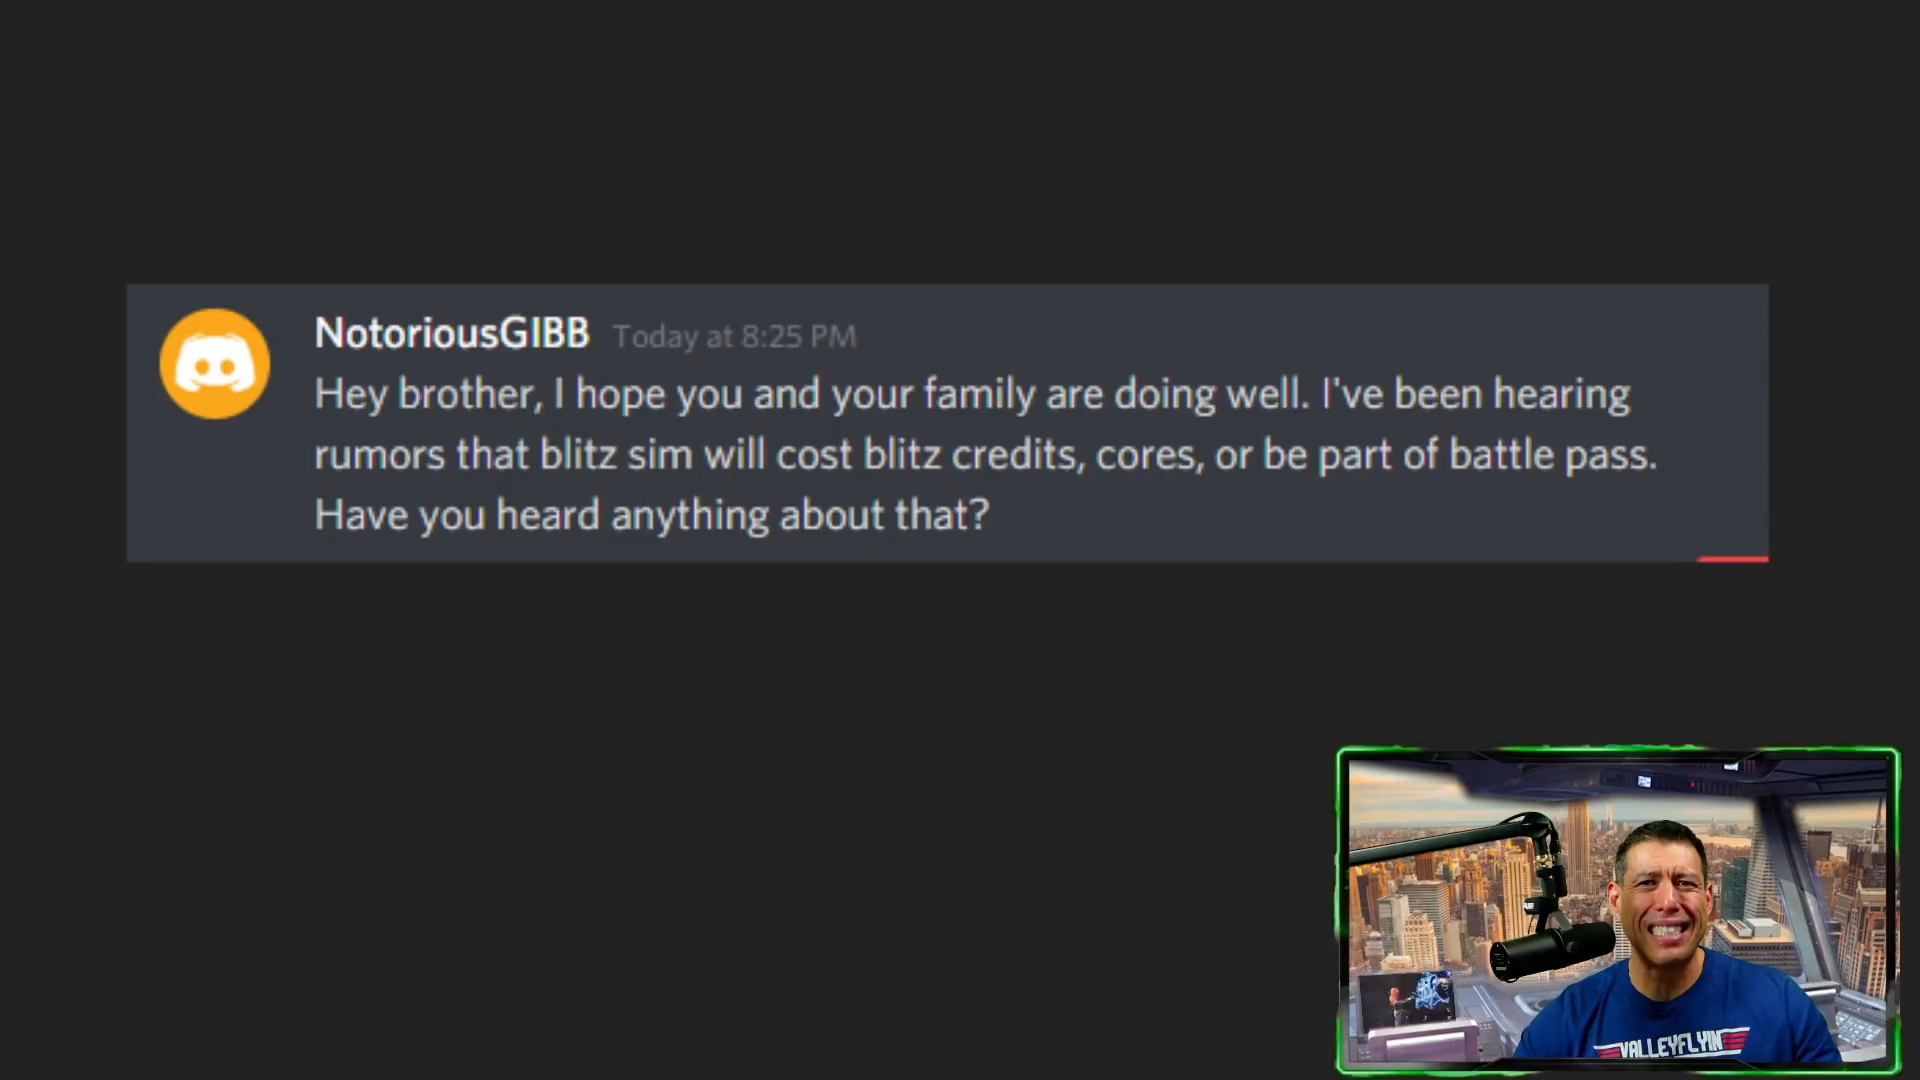 NotoriousGIBB Today at 8:25 PM
Hey brother, I hope you and your family are doing well. I've been hearing
rumors that blitz sim will cost blitz credits, cores, or be part of battle pass.
Have you heard anything about that?
VALLEYFLYIN